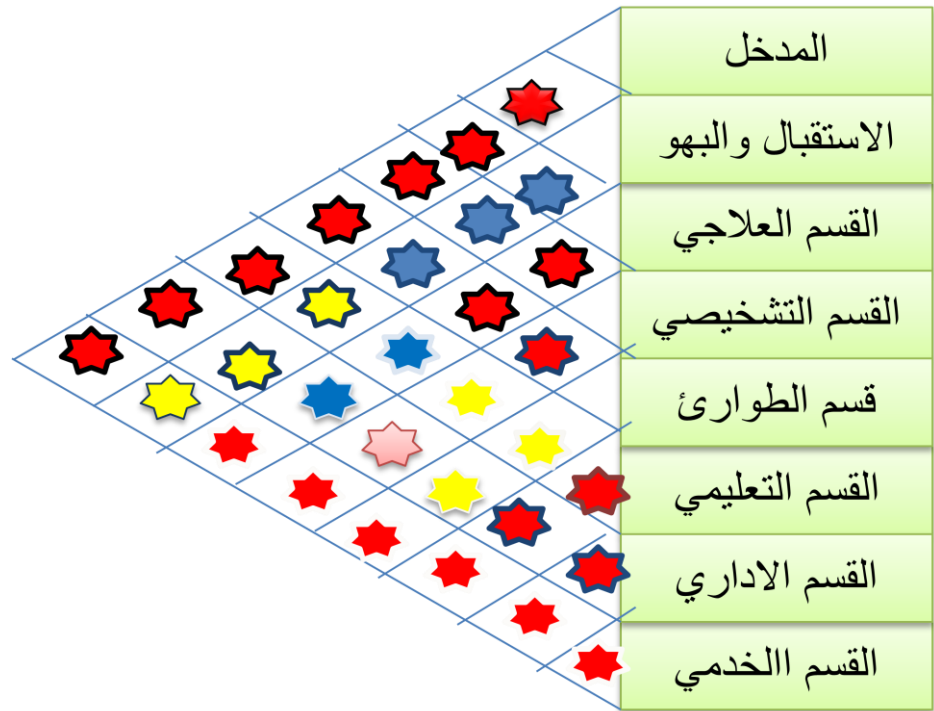 المدخل
الاستقبال والبهو
القسم العلاجي
القسم التشخيصي
قسم الطوارئ
القسم التعليمي
القسم الاداري
القسم االخدمي